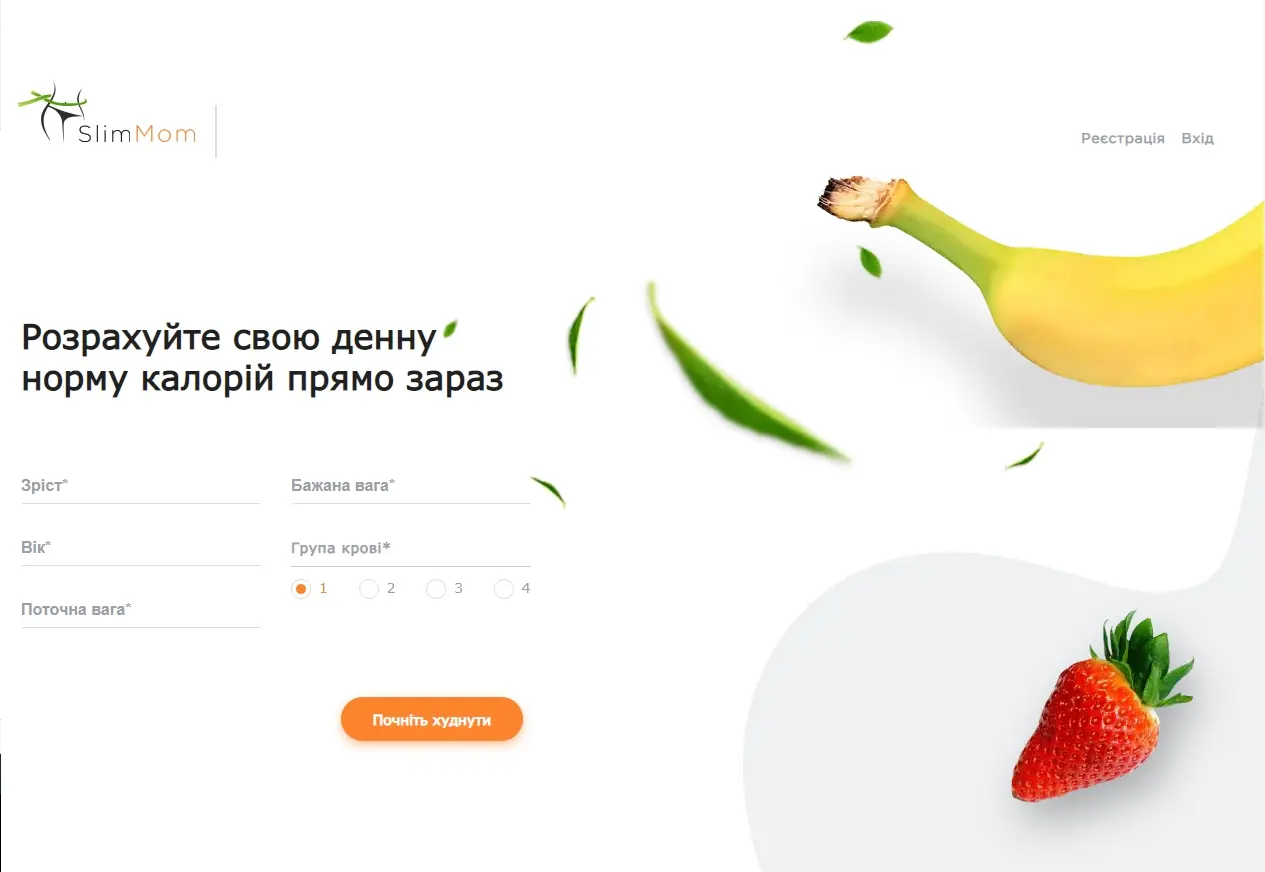 SlimMom
Реєстрація Вхід
Розрахуйте свою денну
норму калорій прямо зараз
Зріст*
Бажана вага*
Вік*
Група крові*
1 2 3 4
Поточна вага*
Почніть худнути